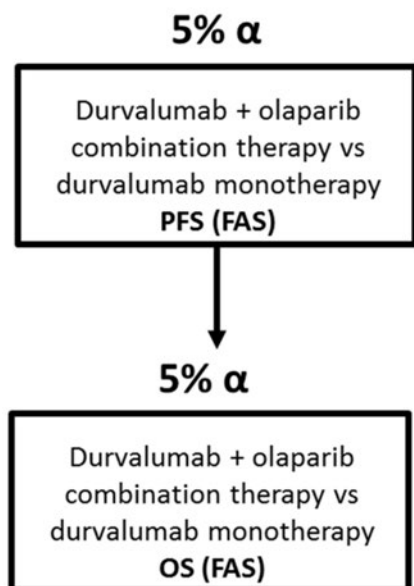 5% α
Durvalumab + olaparib
combination therapy vs
durvalumab monotherapy
PFS (FAS)
5% α
Durvalumab + olaparib
combination therapy vs
durvalumab monotherapy
OS (FAS)